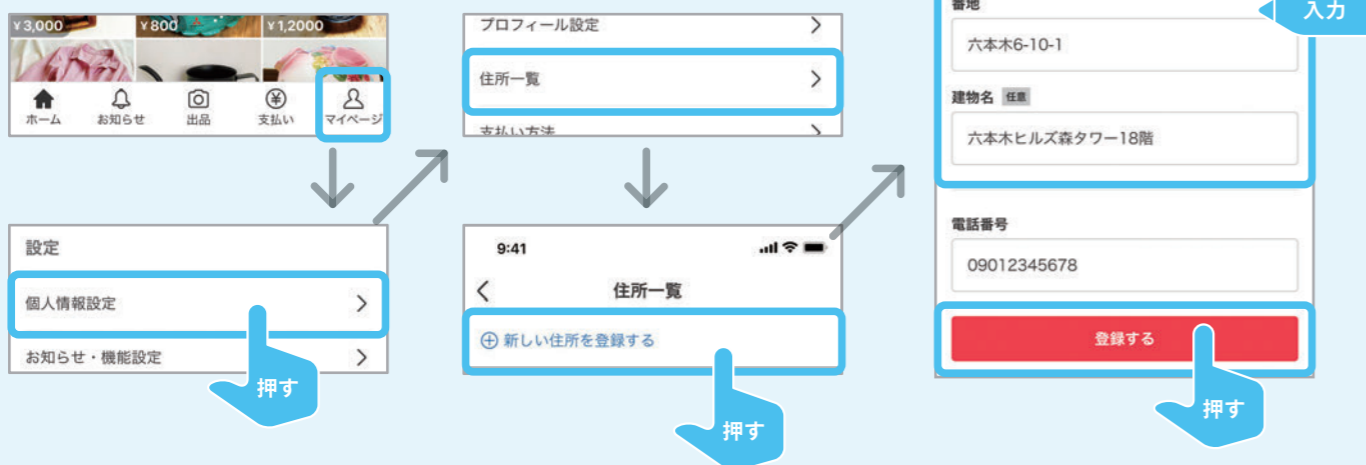 ¥3,000
¥800
¥1,2000
ホーム
お知らせ
出品
支払い
マイページ
設定
個人情報設定
お知らせ・機能設定
押す
プロフィール設定
住所一覧
支払い方法
9:41
住所一覧
新しい住所を登録する
押す
番地
入力
六本木6-10-1
建物名 任意
六本木ヒルズ森タワー18階
電話番号
09012345678
登録する
押す